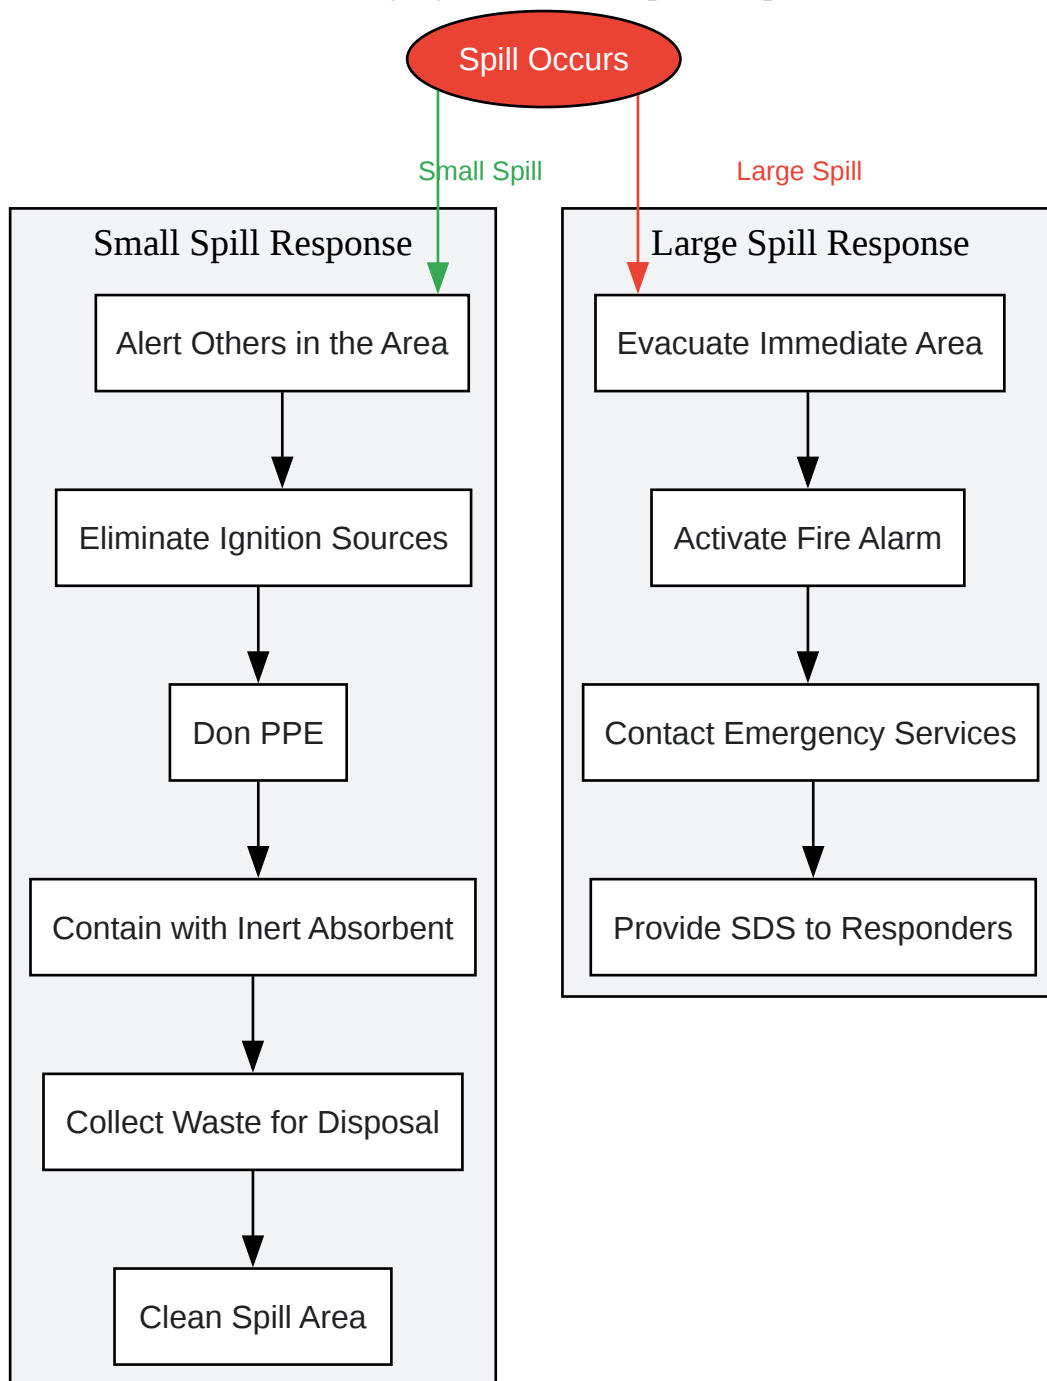 Spill Occurs
Small Spill
Large Spill
Small Spill Response
Large Spill Response
Alert Others in the Area
Evacuate Immediate Area
Eliminate Ignition Sources
Activate Fire Alarm
Don PPE
Contact Emergency Services
Contain with Inert Absorbent
Provide SDS to Responders
Collect Waste for Disposal
Clean Spill Area